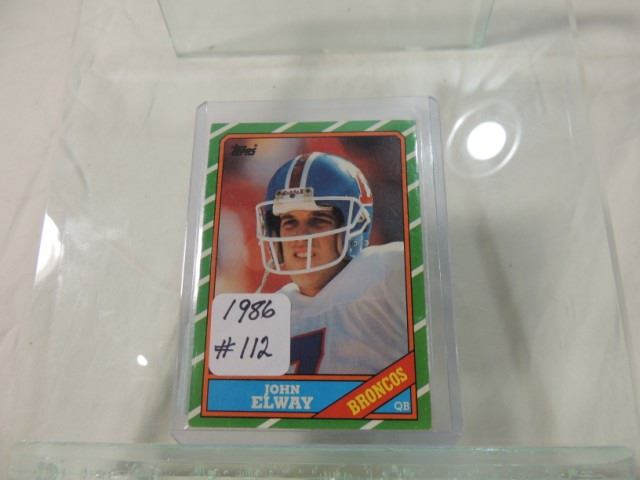 Topps
1986
#112
JOHN
ELWAY
BRONCOS
QB